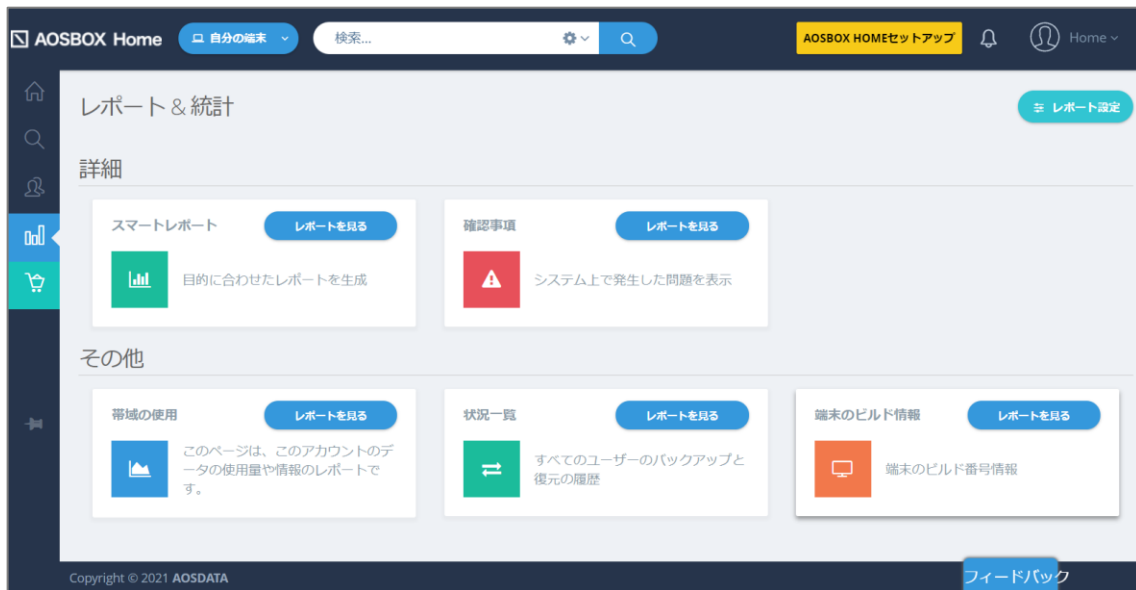 AOSBOX Home
自分の端末
検索...
AOSBOX HOMEセットアップ
Home
レポート & 統計
レポート設定
詳細
スマートレポート
レポートを見る
目的に合わせたレポートを生成
確認事項
レポートを見る
システム上で発生した問題を表示
その他
帯域の使用
レポートを見る
このページは、このアカウントのデ
ータの使用量や情報のレポートで
す。
状況一覧
レポートを見る
すべてのユーザーのバックアップと
復元の履歴
端末のビルド情報
レポートを見る
端末のビルド番号情報
Copyright © 2021 AOSDATA
フィードバック